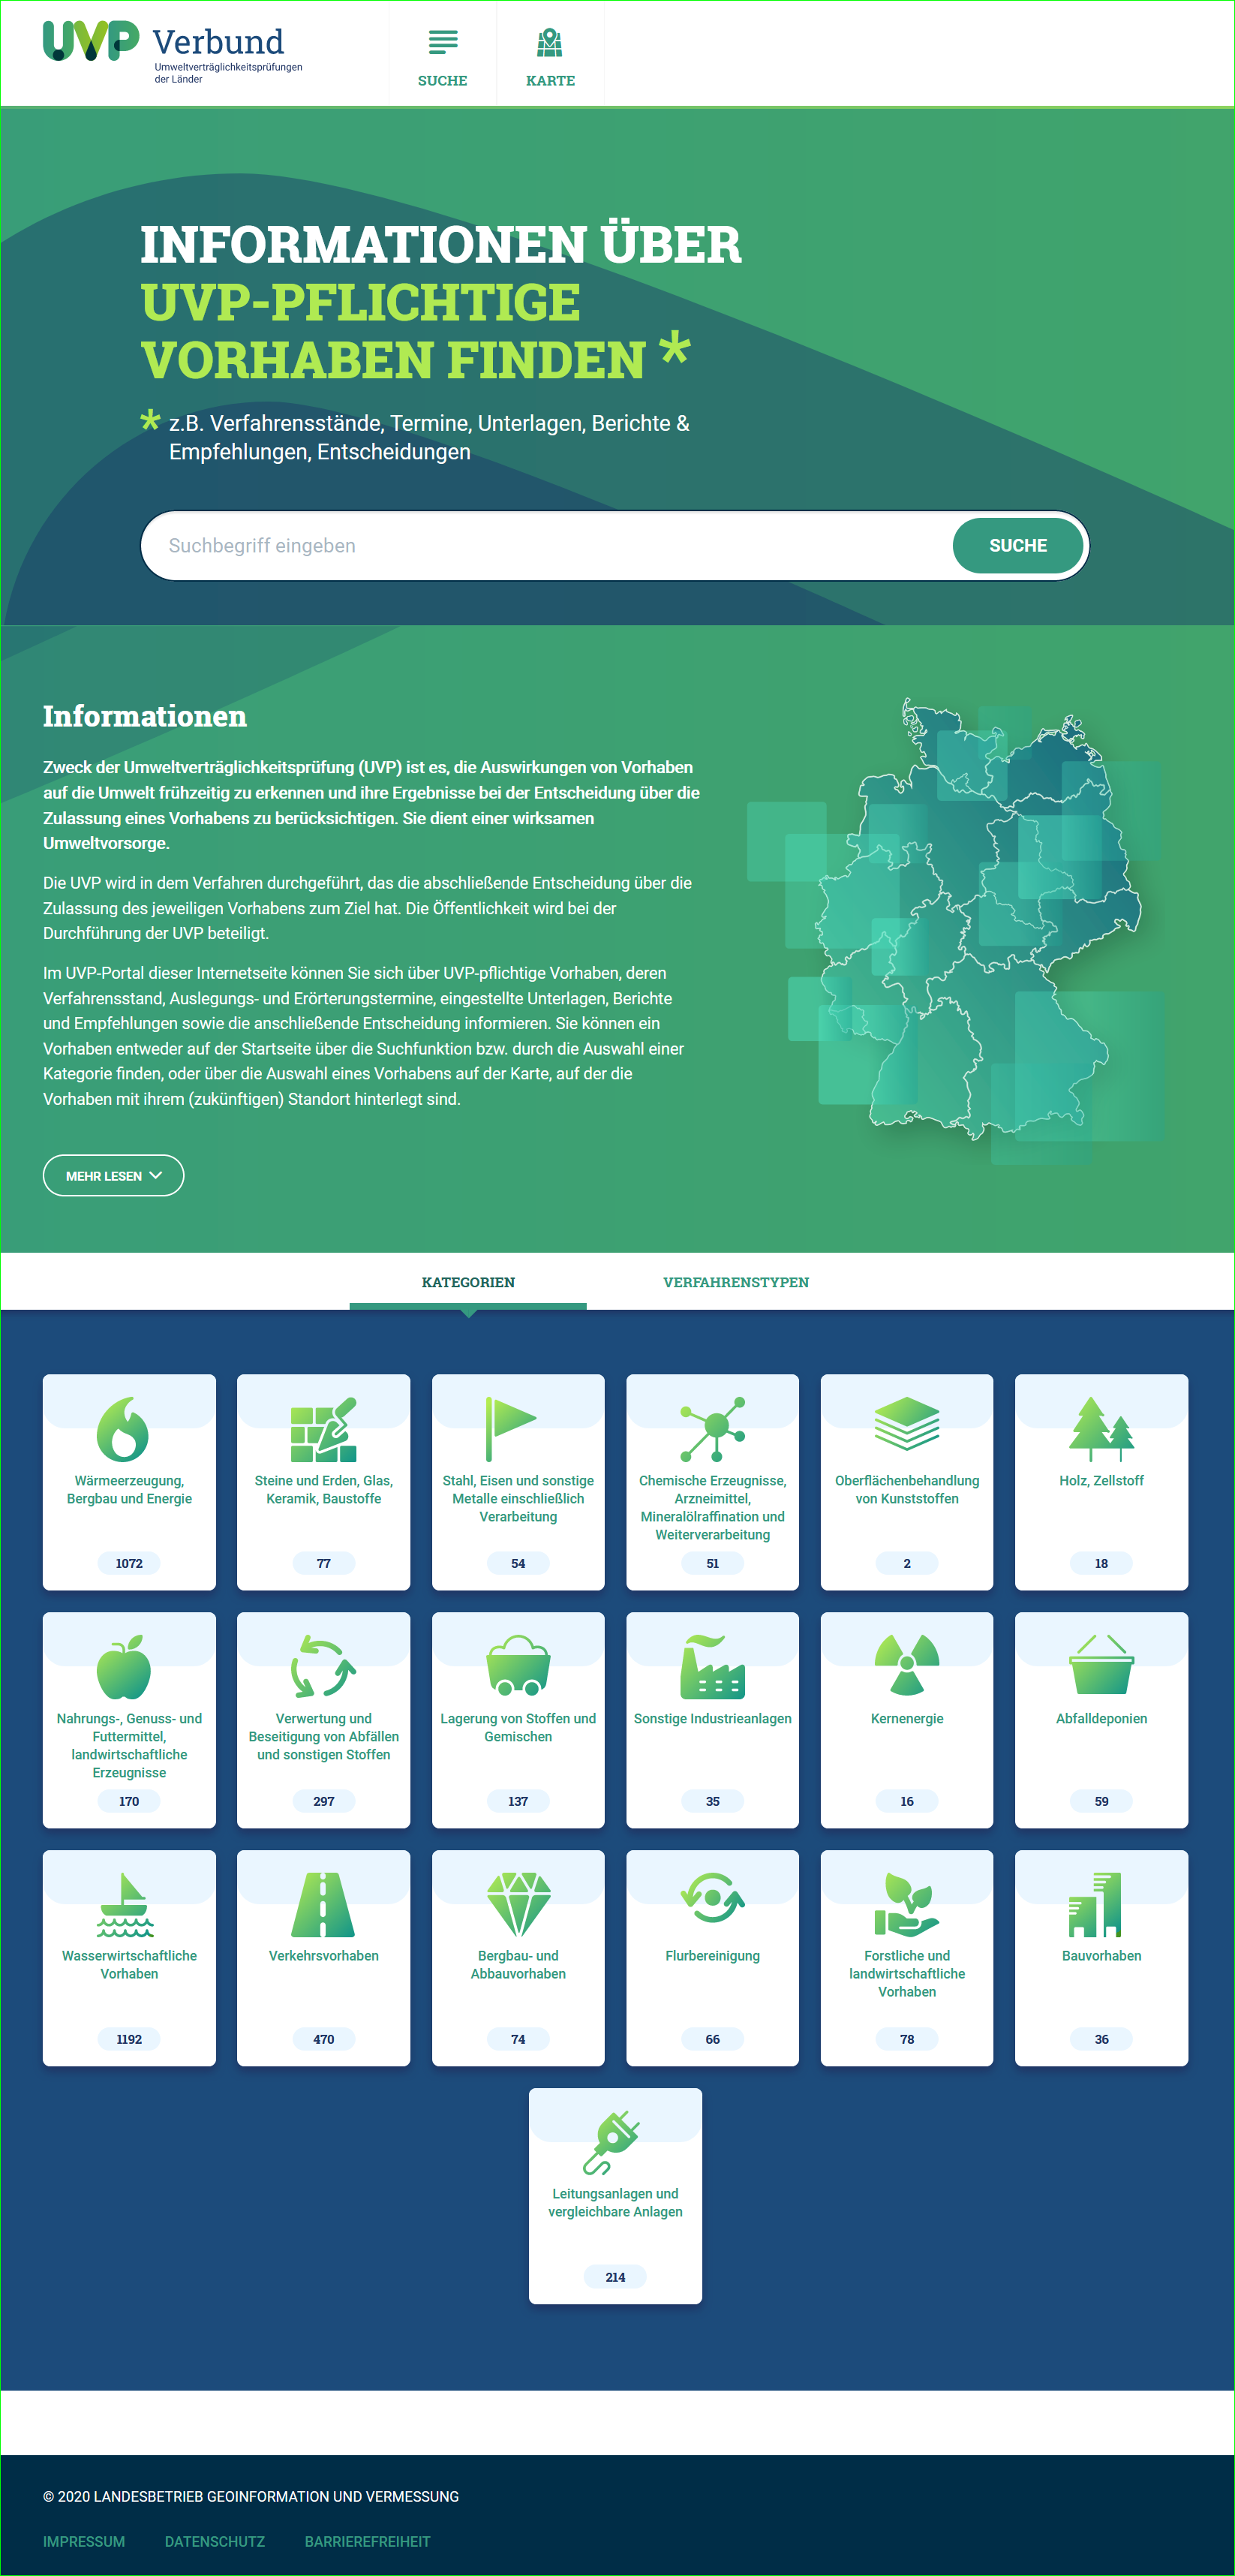 UVP Verbund
Umweltverträglichkeitsprüfungen
der Länder
SUCHE
KARTE
INFORMATIONEN ÜBER
UVP-PFLICHTIGE
VORHABEN FINDEN *
* z.B. Verfahrensstände, Termine, Unterlagen, Berichte &
Empfehlungen, Entscheidungen
Suchbegriff eingeben
SUCHE
Informationen
Zweck der Umweltverträglichkeitsprüfung (UVP) ist es, die Auswirkungen von Vorhaben
auf die Umwelt frühzeitig zu erkennen und ihre Ergebnisse bei der Entscheidung über die
Zulassung eines Vorhabens zu berücksichtigen. Sie dient einer wirksamen
Umweltvorsorge.
Die UVP wird in dem Verfahren durchgeführt, das die abschließende Entscheidung über die
Zulassung des jeweiligen Vorhabens zum Ziel hat. Die Öffentlichkeit wird bei der
Durchführung der UVP beteiligt.
Im UVP-Portal dieser Internetseite können Sie sich über UVP-pflichtige Vorhaben, deren
Verfahrensstand, Auslegungs- und Erörterungstermine, eingestellte Unterlagen, Berichte
und Empfehlungen sowie die anschließende Entscheidung informieren. Sie können ein
Vorhaben entweder auf der Startseite über die Suchfunktion bzw. durch die Auswahl einer
Kategorie finden, oder über die Auswahl eines Vorhabens auf der Karte, auf der die
Vorhaben mit ihrem (zukünftigen) Standort hinterlegt sind.
MEHR LESEN
KATEGORIEN
VERFAHRENSTYPEN
Wärmeerzeugung,
Bergbau und Energie
1072
Steine und Erden, Glas,
Keramik, Baustoffe
77
Stahl, Eisen und sonstige
Metalle einschließlich
Verarbeitung
54
Chemische Erzeugnisse,
Arzneimittel,
Mineralölraffination und
Weiterverarbeitung
51
Oberflächenbehandlung
von Kunststoffen
2
Holz, Zellstoff
18
Nahrungs-, Genuss- und
Futtermittel,
landwirtschaftliche
Erzeugnisse
170
Verwertung und
Beseitigung von Abfällen
und sonstigen Stoffen
297
Lagerung von Stoffen und
Gemischen
137
Sonstige Industrieanlagen
35
Kernenergie
16
Abfalldeponien
59
Wasserwirtschaftliche
Vorhaben
1192
Verkehrsvorhaben
470
Bergbau- und
Abbauvorhaben
74
Flurbereinigung
66
Forstliche und
landwirtschaftliche
Vorhaben
78
Bauvorhaben
36
Leitungsanlagen und
vergleichbare Anlagen
214
© 2020 LANDESBETRIEB GEOINFORMATION UND VERMESSUNG
IMPRESSUM
DATENSCHUTZ
BARRIEREFREIHEIT